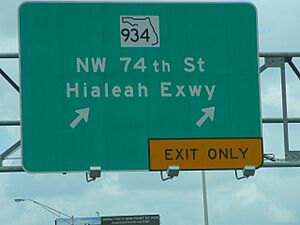 934
NW 74th St
Hialeah Exwy
EXIT ONLY